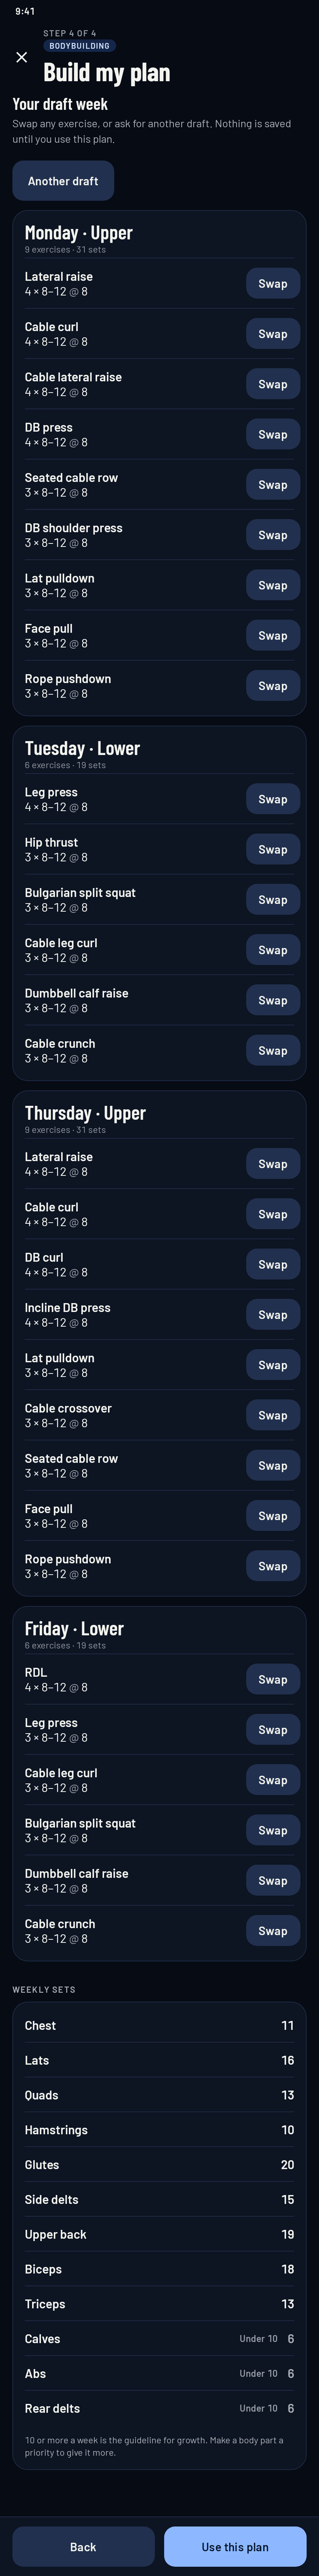 9:41
STEP 4 OF 4
BODYBUILDING
Build my plan
Your draft week
Swap any exercise, or ask for another draft. Nothing is saved
until you use this plan.
Another draft
Monday · Upper
9 exercises · 31 sets
Lateral raise
4 × 8–12 @ 8
Swap
Cable curl
4 × 8–12 @ 8
Swap
Cable lateral raise
4 × 8–12 @ 8
Swap
DB press
4 × 8–12 @ 8
Swap
Seated cable row
3 × 8–12 @ 8
Swap
DB shoulder press
3 × 8–12 @ 8
Swap
Lat pulldown
3 × 8–12 @ 8
Swap
Face pull
3 × 8–12 @ 8
Swap
Rope pushdown
3 × 8–12 @ 8
Swap
Tuesday · Lower
6 exercises · 19 sets
Leg press
4 × 8–12 @ 8
Swap
Hip thrust
3 × 8–12 @ 8
Swap
Bulgarian split squat
3 × 8–12 @ 8
Swap
Cable leg curl
3 × 8–12 @ 8
Swap
Dumbbell calf raise
3 × 8–12 @ 8
Swap
Cable crunch
3 × 8–12 @ 8
Swap
Thursday · Upper
9 exercises · 31 sets
Lateral raise
4 × 8–12 @ 8
Swap
Cable curl
4 × 8–12 @ 8
Swap
DB curl
4 × 8–12 @ 8
Swap
Incline DB press
4 × 8–12 @ 8
Swap
Lat pulldown
3 × 8–12 @ 8
Swap
Cable crossover
3 × 8–12 @ 8
Swap
Seated cable row
3 × 8–12 @ 8
Swap
Face pull
3 × 8–12 @ 8
Swap
Rope pushdown
3 × 8–12 @ 8
Swap
Friday · Lower
6 exercises · 19 sets
RDL
4 × 8–12 @ 8
Swap
Leg press
3 × 8–12 @ 8
Swap
Cable leg curl
3 × 8–12 @ 8
Swap
Bulgarian split squat
3 × 8–12 @ 8
Swap
Dumbbell calf raise
3 × 8–12 @ 8
Swap
Cable crunch
3 × 8–12 @ 8
Swap
WEEKLY SETS
Chest 11
Lats 16
Quads 13
Hamstrings 10
Glutes 20
Side delts 15
Upper back 19
Biceps 18
Triceps 13
Calves Under 10 6
Abs Under 10 6
Rear delts Under 10 6
10 or more a week is the guideline for growth. Make a body part a
priority to give it more.
Back
Use this plan